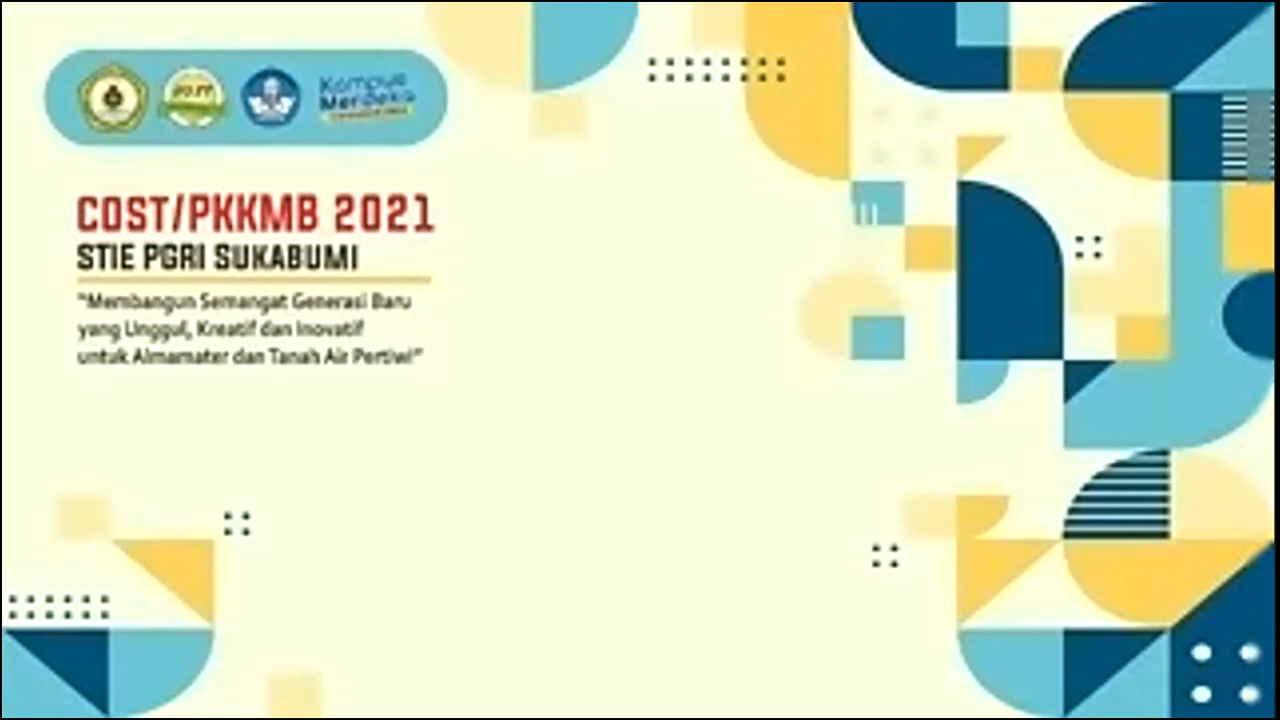 Kampus
Merdeka
COST/PKKMB 2021
STIE PGRI SUKABUMI
"Membangun Semangat Generasi Baru
yang Unggul, Kreatif dan Inovatif
untuk Almamater dan Tanah Air Pertiwi"